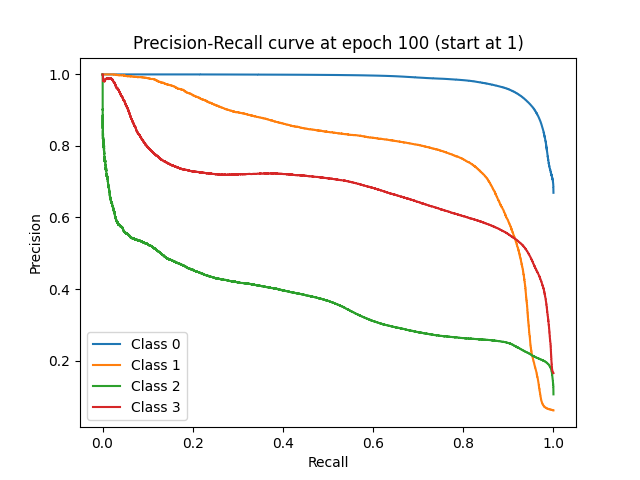 Precision-Recall curve at epoch 100 (start at 1)
Precision
1.0
0.8
0.6
0.4
0.2
Class 0
Class 1
Class 2
Class 3
0.0 0.2 0.4 0.6 0.8 1.0
Recall